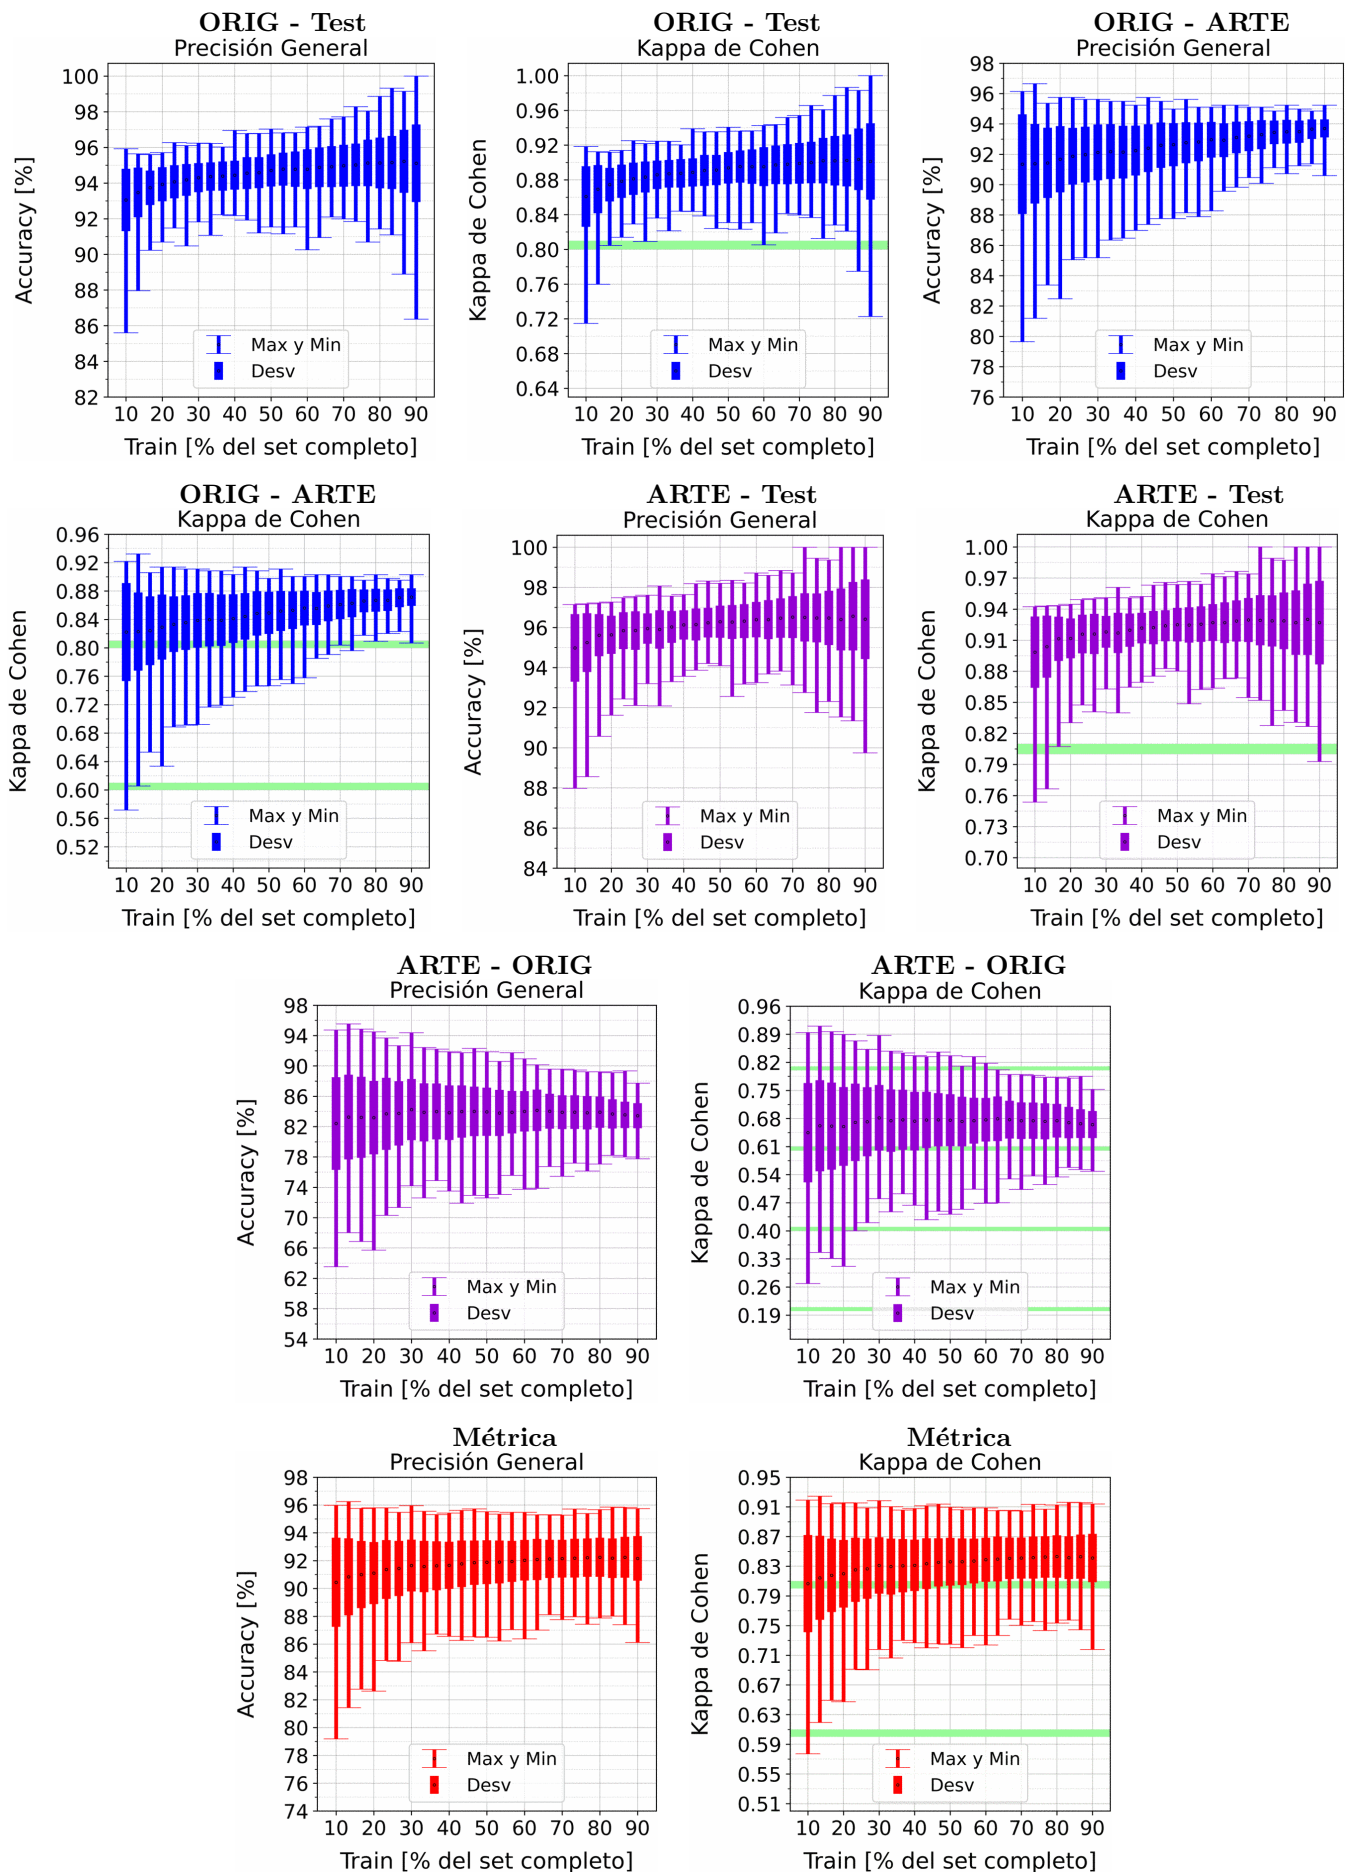 ORIG - Test
Precisión General
Accuracy [%]
100
98
96
94
92
90
88
86
84
82
Max y Min
Desv
10 20 30 40 50 60 70 80 90
Train [% del set completo]
ORIG - Test
Kappa de Cohen
Kappa de Cohen
1.00
0.96
0.92
0.88
0.84
0.80
0.76
0.72
0.68
0.64
Max y Min
Desv
10 20 30 40 50 60 70 80 90
Train [% del set completo]
ORIG - ARTE
Precisión General
Accuracy [%]
98
96
94
92
90
88
86
84
82
80
78
76
Max y Min
Desv
10 20 30 40 50 60 70 80 90
Train [% del set completo]
ORIG - ARTE
Kappa de Cohen
Kappa de Cohen
0.96
0.92
0.88
0.84
0.80
0.76
0.72
0.68
0.64
0.60
0.56
0.52
Max y Min
Desv
10 20 30 40 50 60 70 80 90
Train [% del set completo]
ARTE - Test
Precisión General
Accuracy [%]
100
98
96
94
92
90
88
86
84
Max y Min
Desv
10 20 30 40 50 60 70 80 90
Train [% del set completo]
ARTE - Test
Kappa de Cohen
Kappa de Cohen
1.00
0.97
0.94
0.91
0.88
0.85
0.82
0.79
0.76
0.73
0.70
Max y Min
Desv
10 20 30 40 50 60 70 80 90
Train [% del set completo]
ARTE - ORIG
Precisión General
Accuracy [%]
98
94
90
86
82
78
74
70
66
62
58
54
Max y Min
Desv
10 20 30 40 50 60 70 80 90
Train [% del set completo]
ARTE - ORIG
Kappa de Cohen
Kappa de Cohen
0.96
0.89
0.82
0.75
0.68
0.61
0.54
0.47
0.40
0.33
0.26
0.19
Max y Min
Desv
10 20 30 40 50 60 70 80 90
Train [% del set completo]
Métrica
Precisión General
Accuracy [%]
98
96
94
92
90
88
86
84
82
80
78
76
74
Max y Min
Desv
10 20 30 40 50 60 70 80 90
Train [% del set completo]
Métrica
Kappa de Cohen
Kappa de Cohen
0.95
0.91
0.87
0.83
0.79
0.75
0.71
0.67
0.63
0.59
0.55
0.51
Max y Min
Desv
10 20 30 40 50 60 70 80 90
Train [% del set completo]